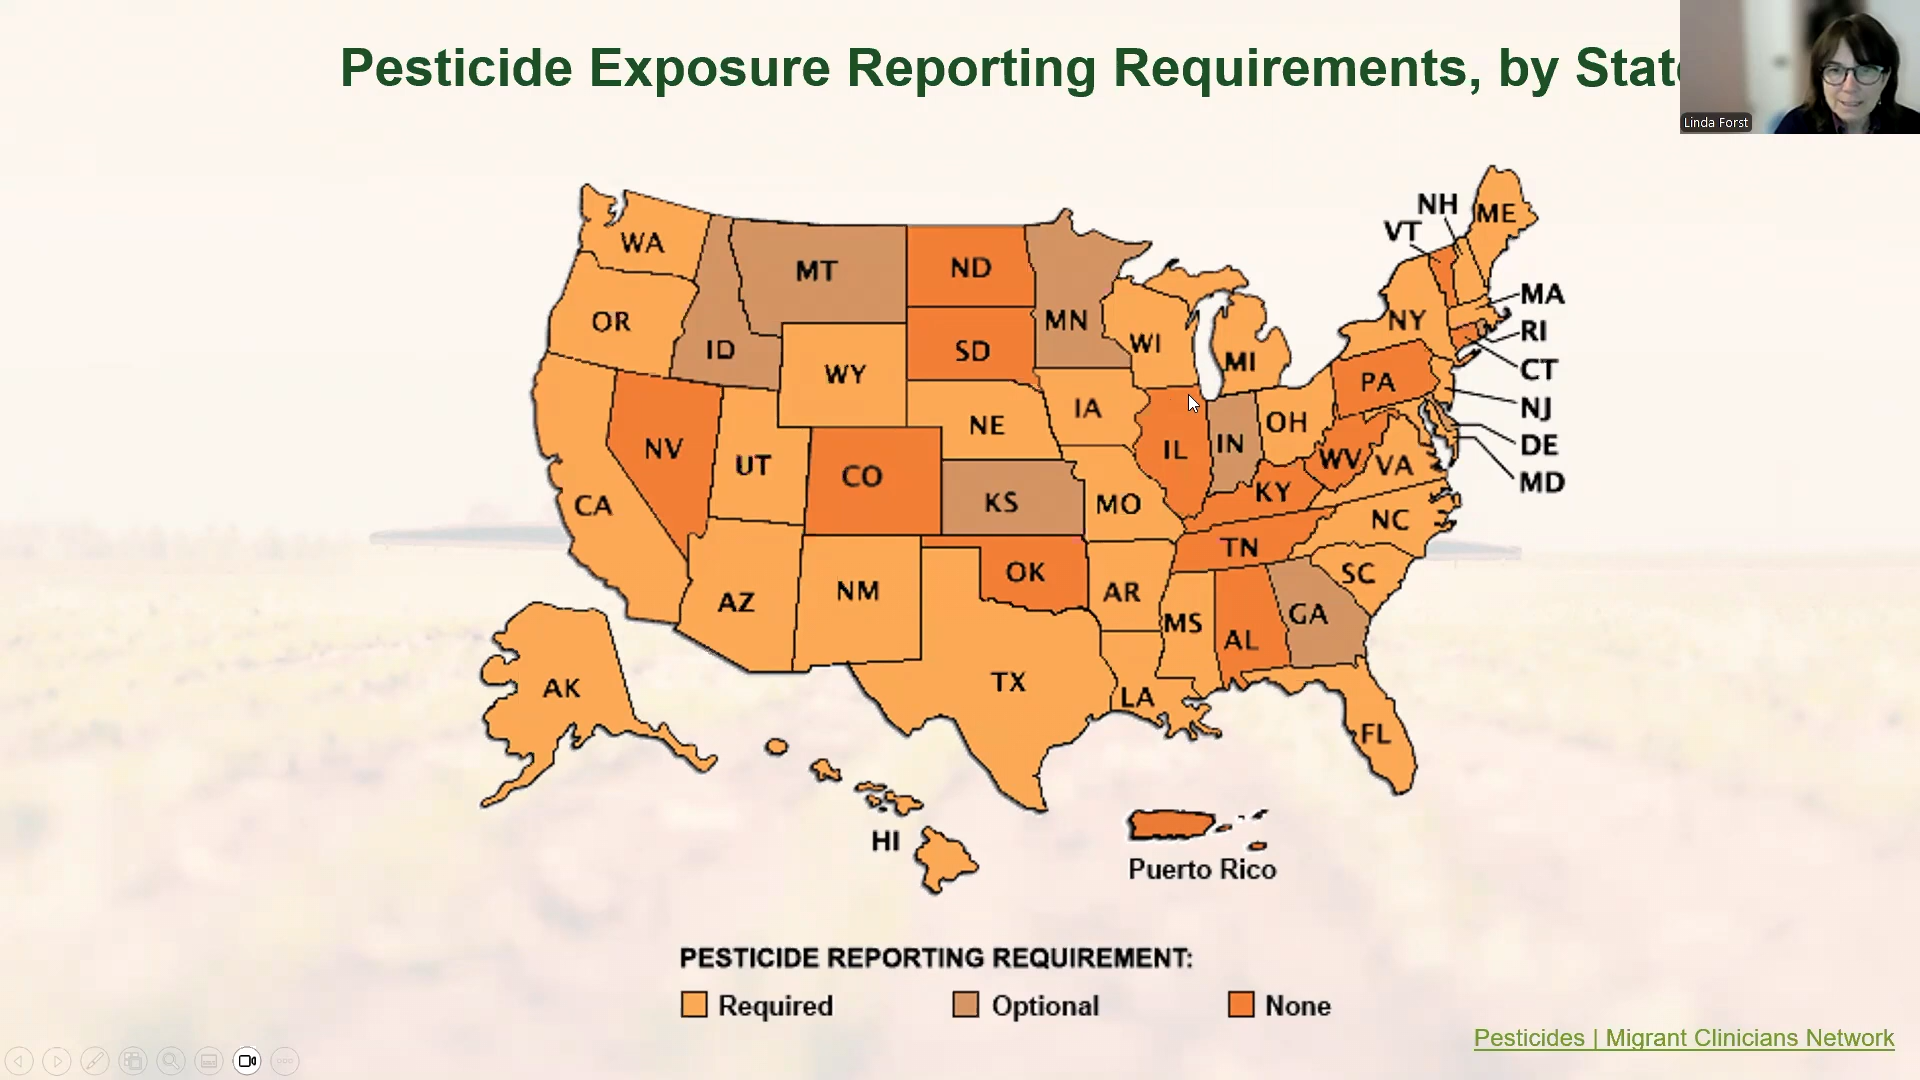 Pesticide Exposure Reporting Requirements, by Stat
Linda Forst
NH
ME
VT
WA
MT
ND
MN
MA
OR
ID
SD
WI
MI
NY
RI
WY
CT
PA
NJ
IA
NE
OH
NV
UT
CO
IL
IN
DE
WV
VA
MD
CA
KS
MO
KY
NC
TN
OK
SC
AZ
NM
AR
MS
GA
AL
TX
LA
AK
FL
HI
Puerto Rico
PESTICIDE REPORTING REQUIREMENT:
Required Optional None
Pesticides | Migrant Clinicians Network